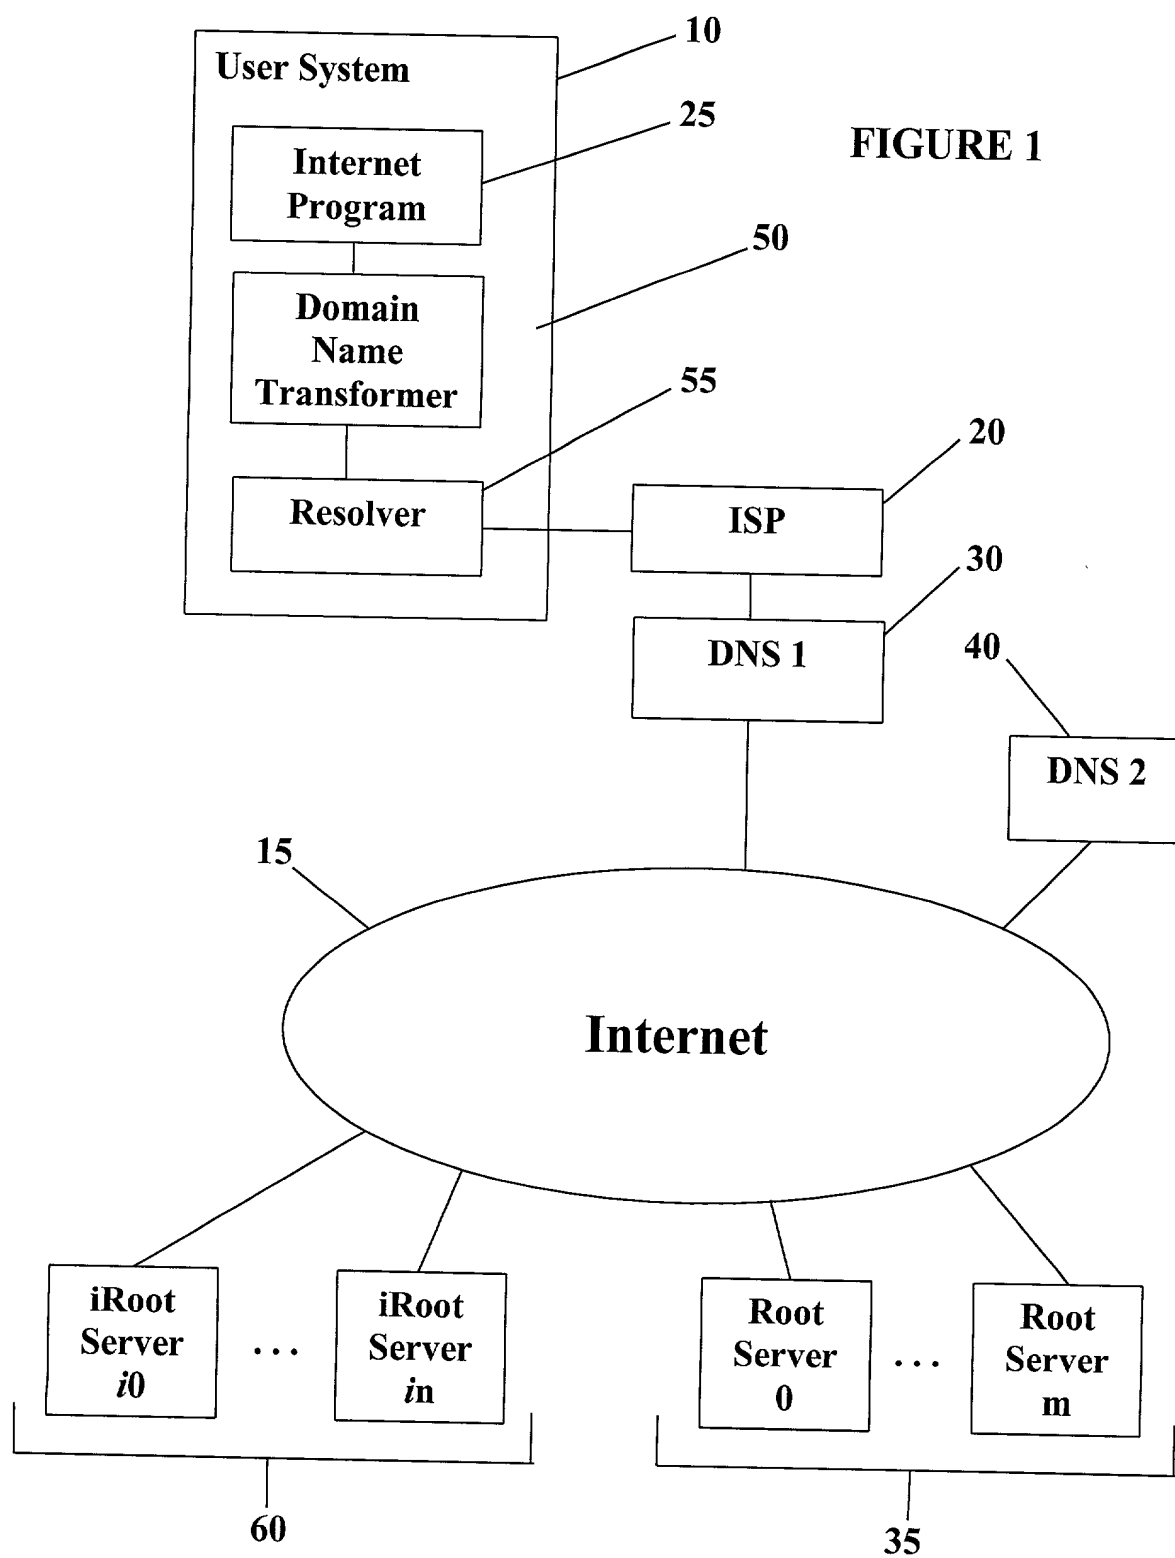 10
User System
25
FIGURE 1
Internet
Program
50
Domain
Name
Transformer
55
20
Resolver
ISP
30
DNS 1
40
DNS 2
15
Internet
iRoot
Server
i0
...
iRoot
Server
in
Root
Server
0
...
Root
Server
m
60
35